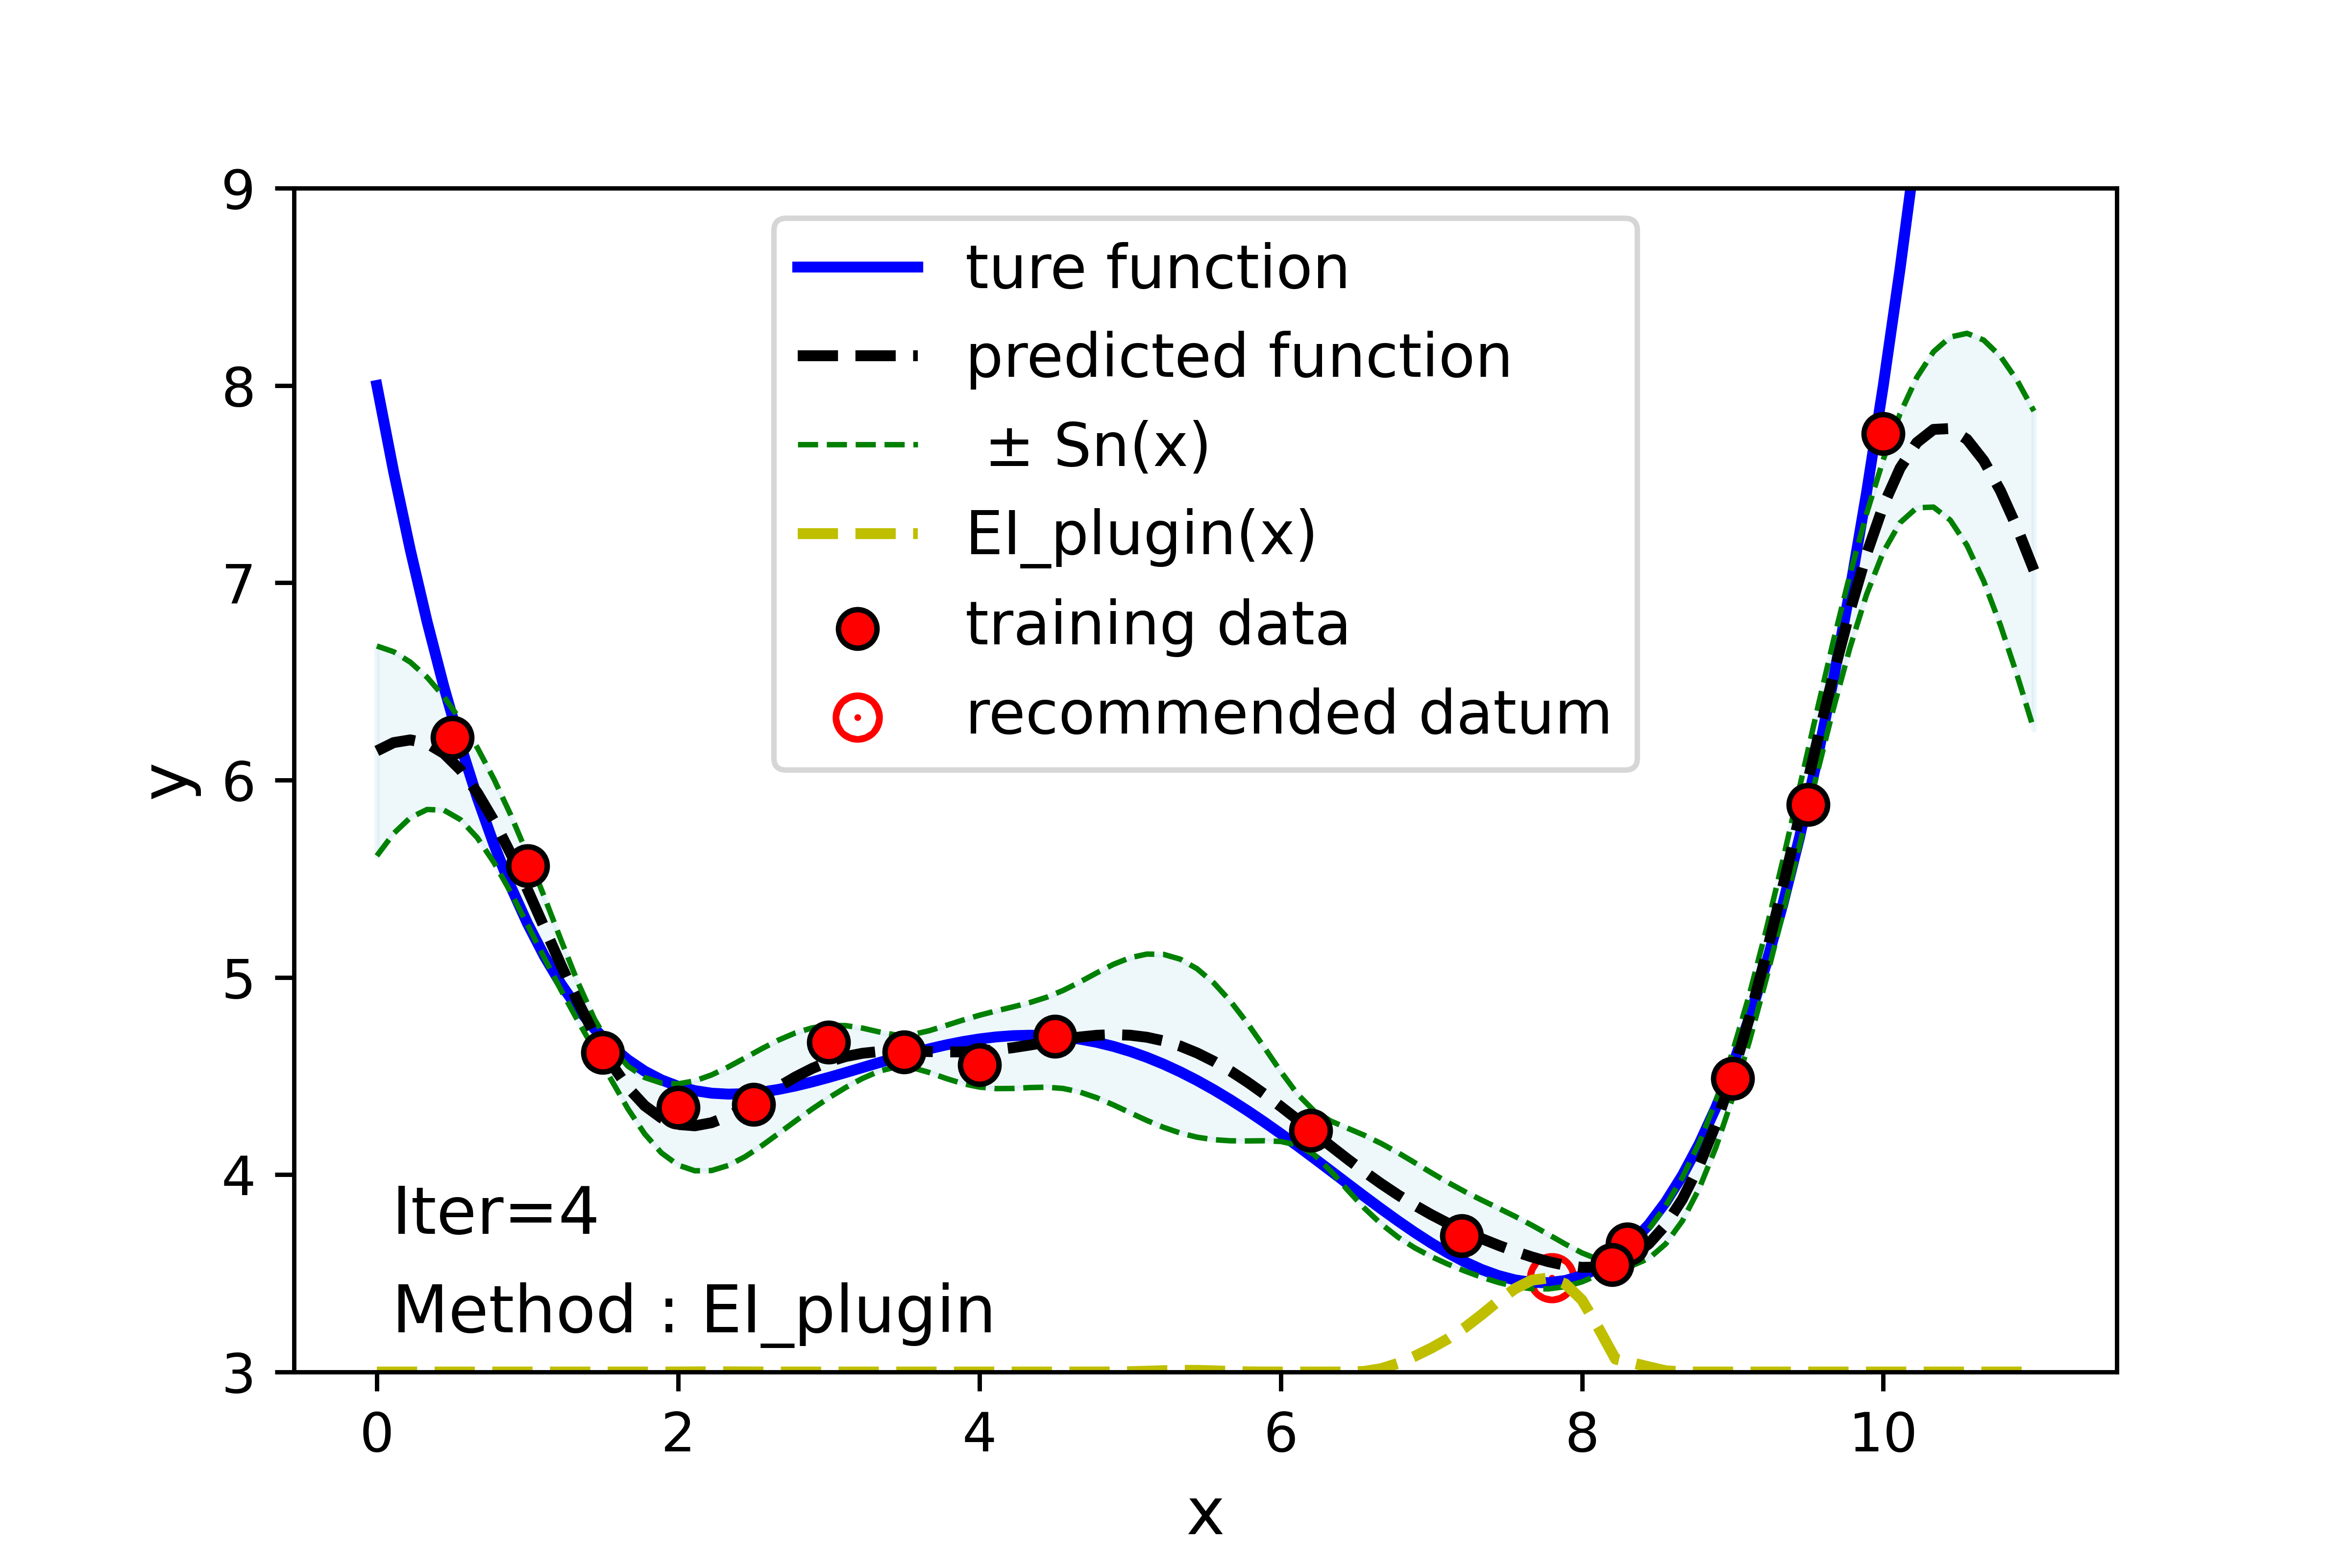 9
8
7
6
5
4
3
y
ture function
predicted function
± Sn(x)
EI_plugin(x)
training data
recommended datum
Iter=4
Method : EI_plugin
0 2 4 6 8 10
x